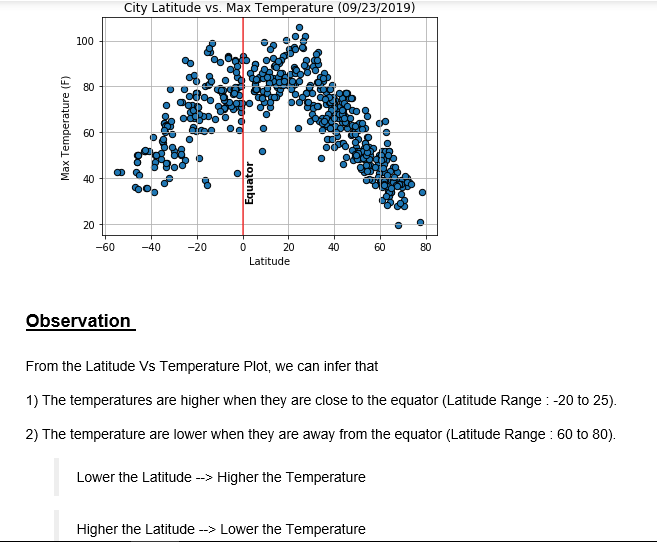 City Latitude vs. Max Temperature (09/23/2019)
Max Temperature (F)
100
80
60
40
20
Equator
−60 −40 −20 0 20 40 60 80
Latitude
Observation
From the Latitude Vs Temperature Plot, we can infer that
1) The temperatures are higher when they are close to the equator (Latitude Range : -20 to 25).
2) The temperature are lower when they are away from the equator (Latitude Range : 60 to 80).
Lower the Latitude --> Higher the Temperature
Higher the Latitude --> Lower the Temperature